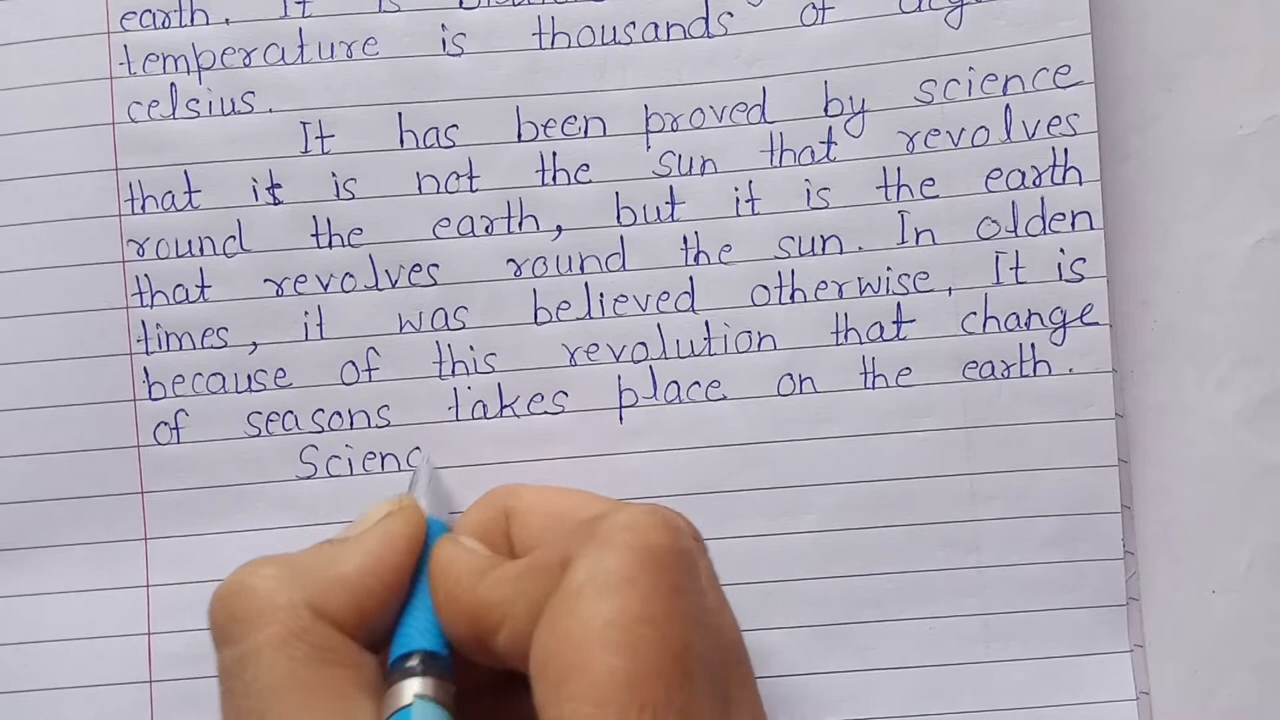 earth. It is
temperature is thousands of
celsius.
It has been proved by science
that it is not the sun that revolves
round the earth, but it is the earth
that revolves round the sun. In olden
times, it was believed otherwise, It is
because of this revolution that change
of seasons takes place on the earth.
Scienc